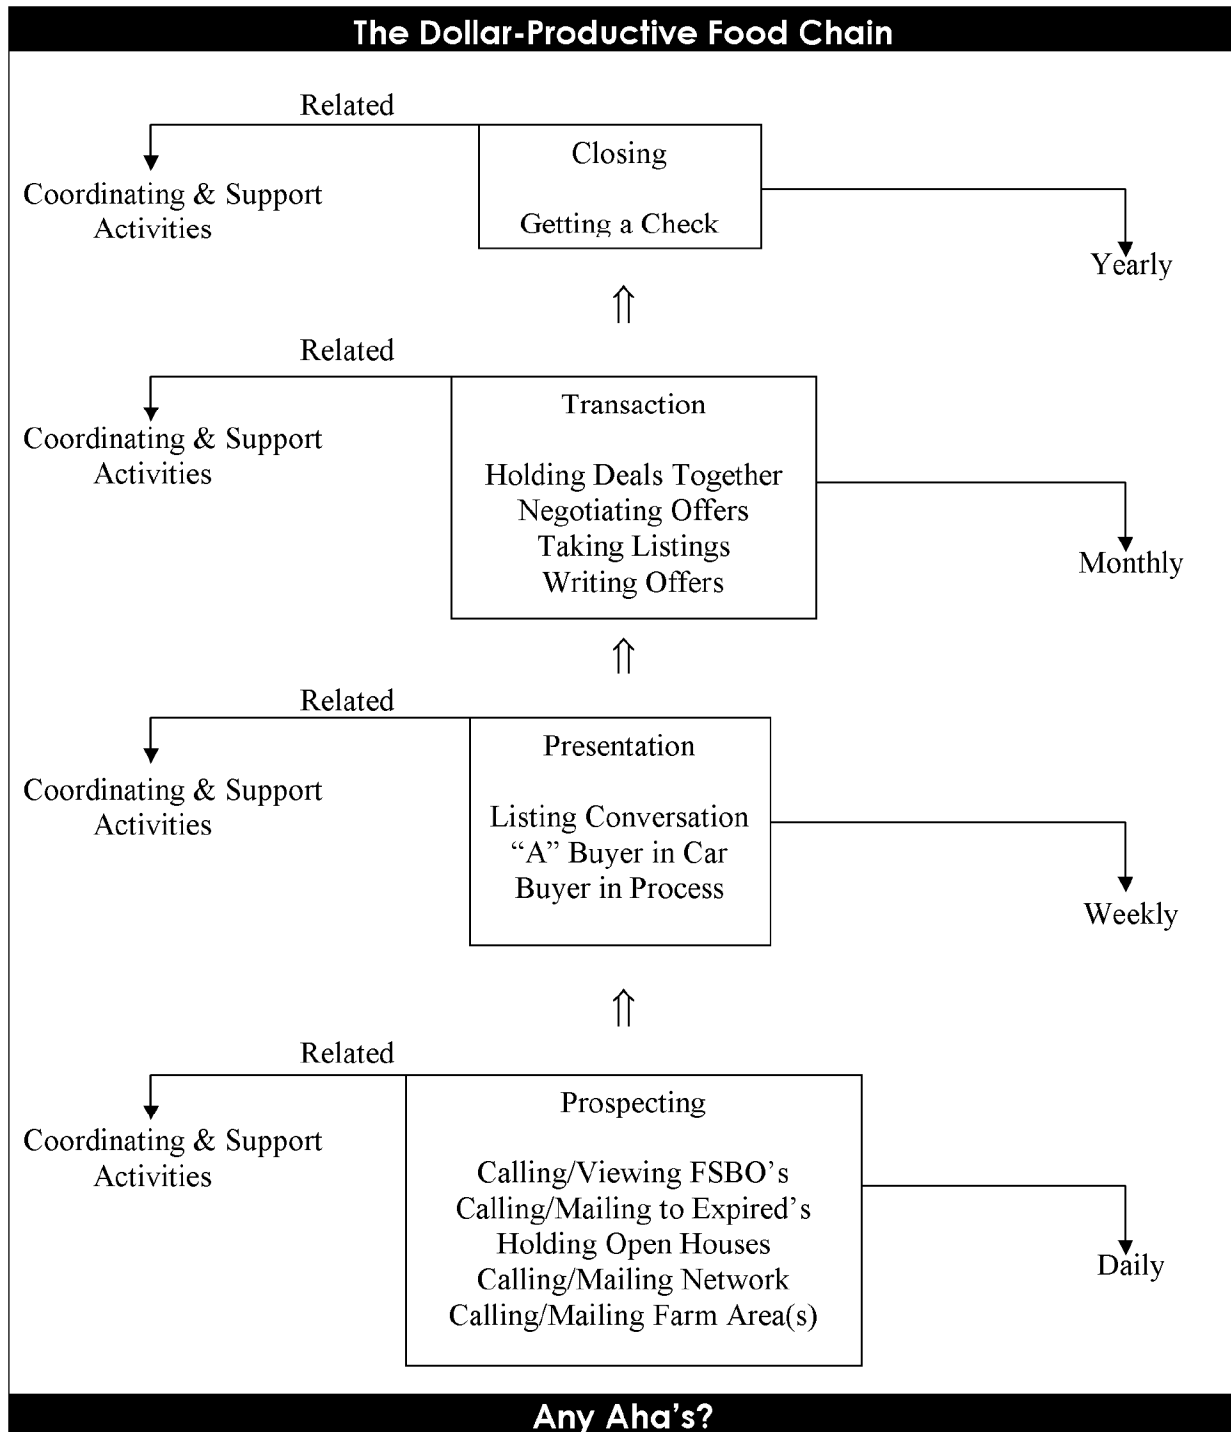 The Dollar-Productive Food Chain
Related
Closing
Getting a Check
Coordinating & Support
Activities
Yearly
⇑
Related
Transaction
Holding Deals Together
Negotiating Offers
Taking Listings
Writing Offers
Coordinating & Support
Activities
Monthly
⇑
Related
Presentation
Listing Conversation
“A” Buyer in Car
Buyer in Process
Coordinating & Support
Activities
Weekly
⇑
Related
Prospecting
Calling/Viewing FSBO’s
Calling/Mailing to Expired’s
Holding Open Houses
Calling/Mailing Network
Calling/Mailing Farm Area(s)
Coordinating & Support
Activities
Daily
Any Aha’s?